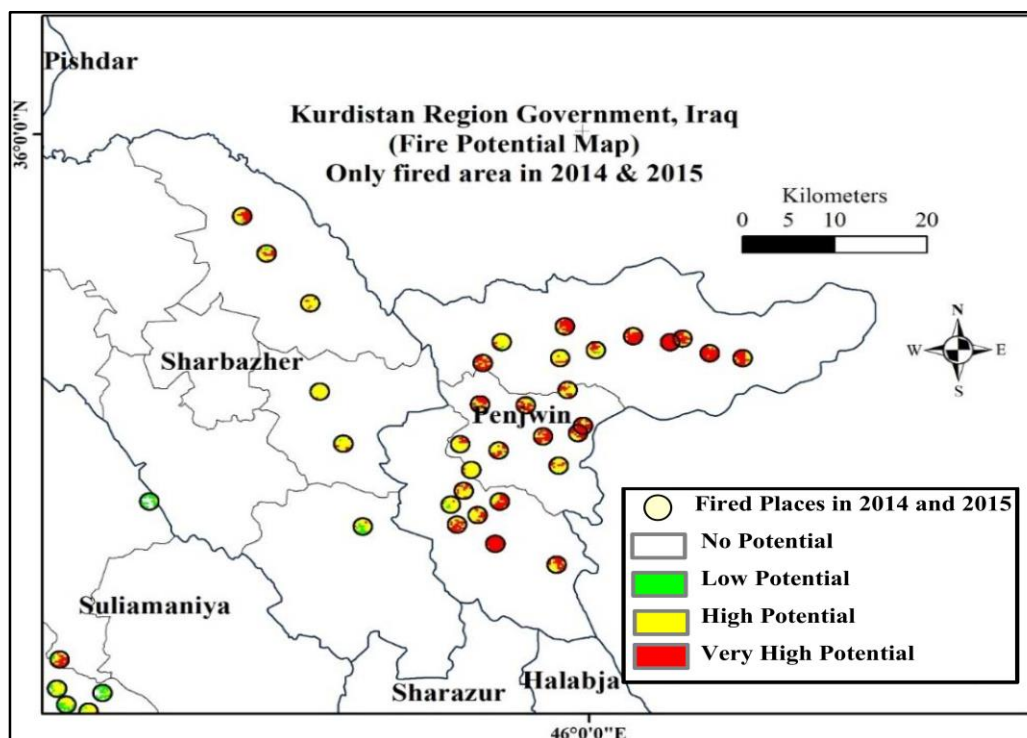 Pishdar
Kurdistan Region Government, Iraq
(Fire Potential Map)
Only fired area in 2014 & 2015
36°0'0"N
Kilometers
0 5 10 20
N
W E
S
Sharbazher
Penjwin
Fired Places in 2014 and 2015
No Potential
Low Potential
High Potential
Very High Potential
Suliamaniya
Sharazur
Halabja
46°0'0"E